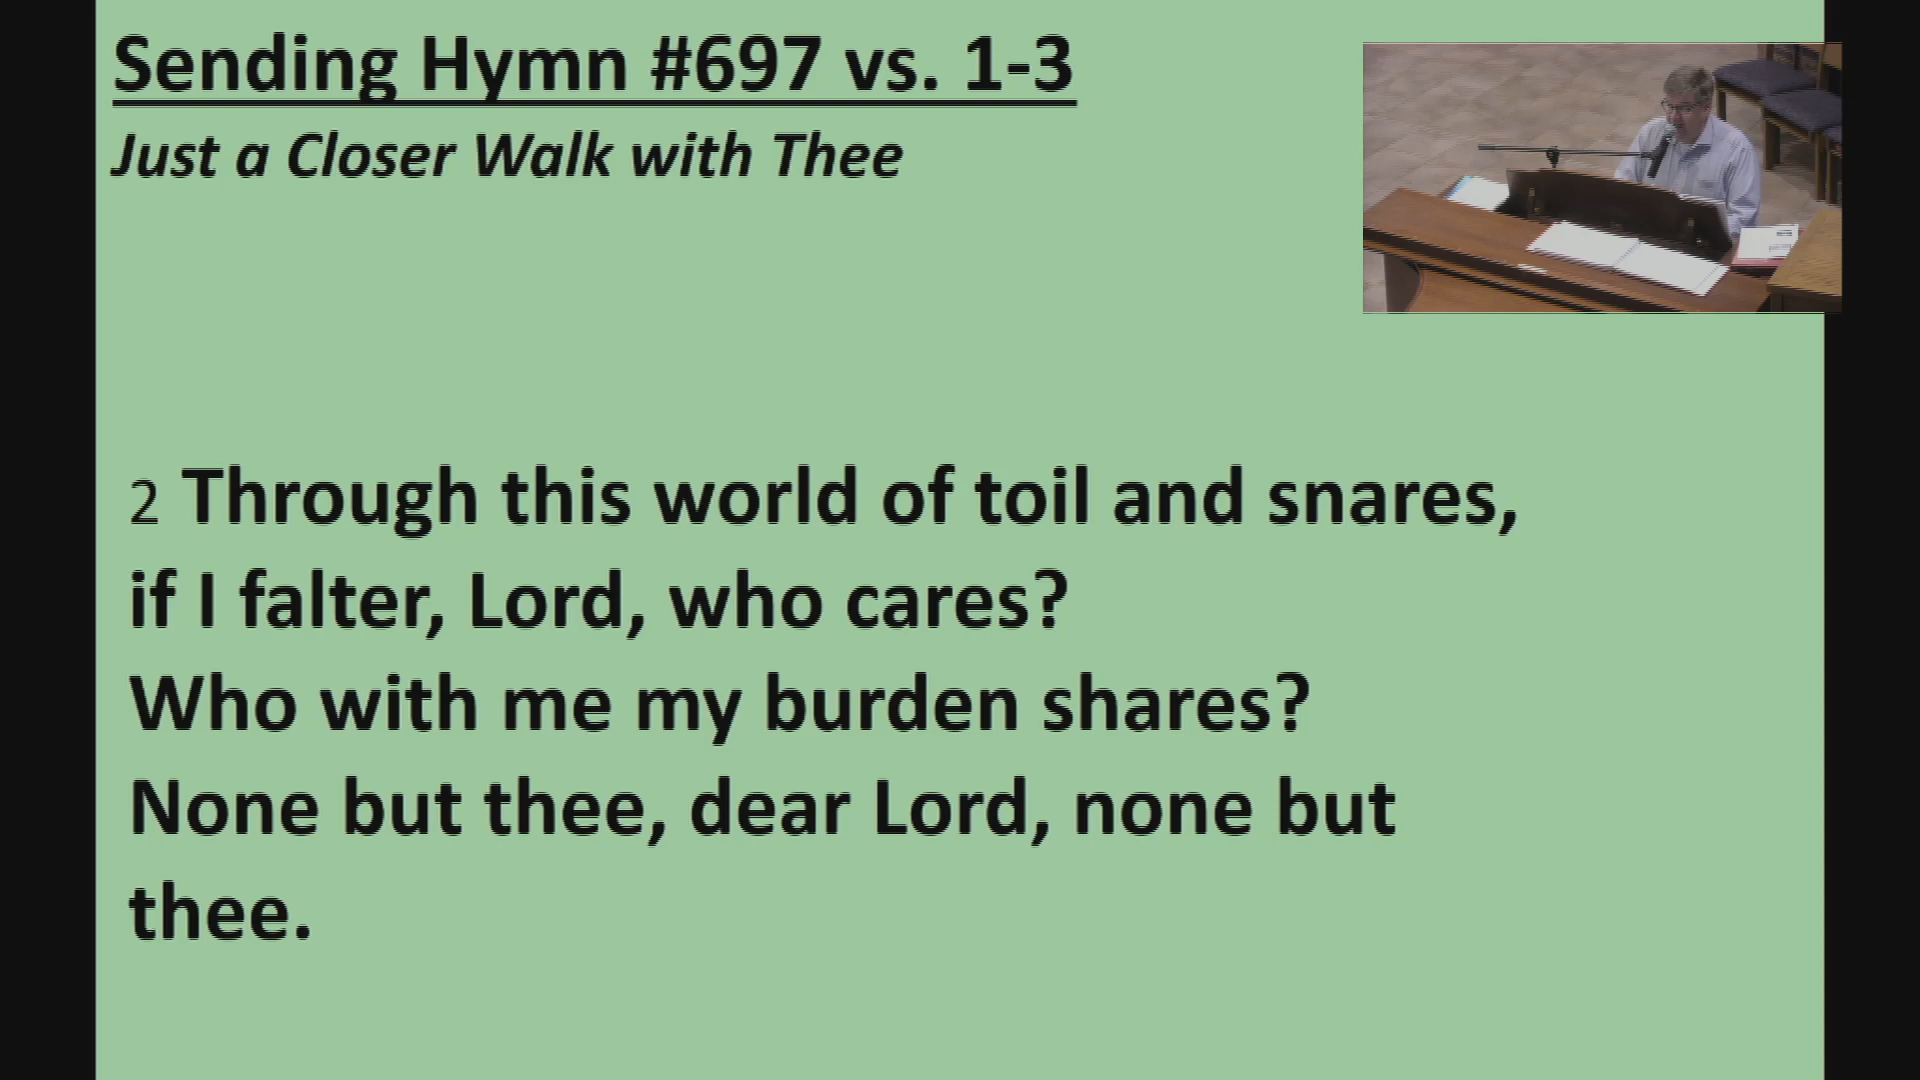 Sending Hymn #697 vs. 1-3
Just a Closer Walk with Thee
2 Through this world of toil and snares,
if I falter, Lord, who cares?
Who with me my burden shares?
None but thee, dear Lord, none but
thee.